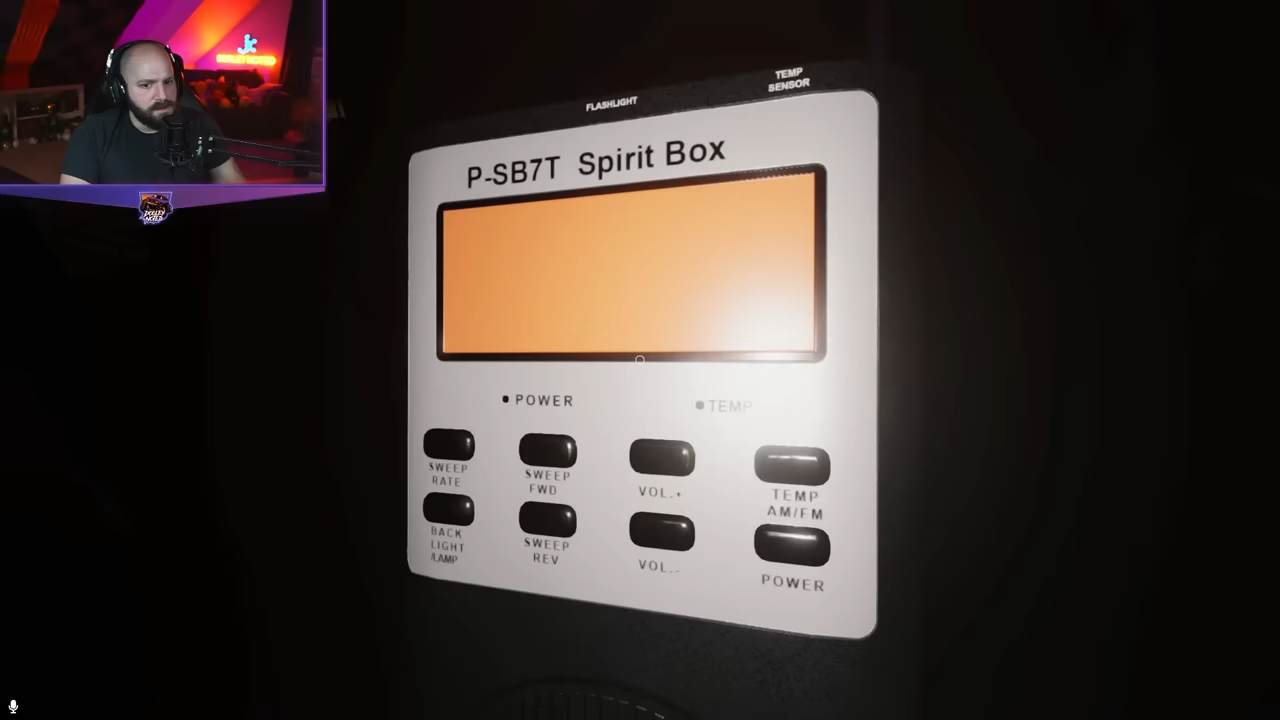 FLASHLIGHT
TEMP
SENSOR
P-SB7T Spirit Box
POWER
TEMP
SWEEP
RATE
SWEEP
FWD
VOL.+
TEMP
AM/FM
BACK
LIGHT
/LAMP
SWEEP
REV
VOL.-
POWER